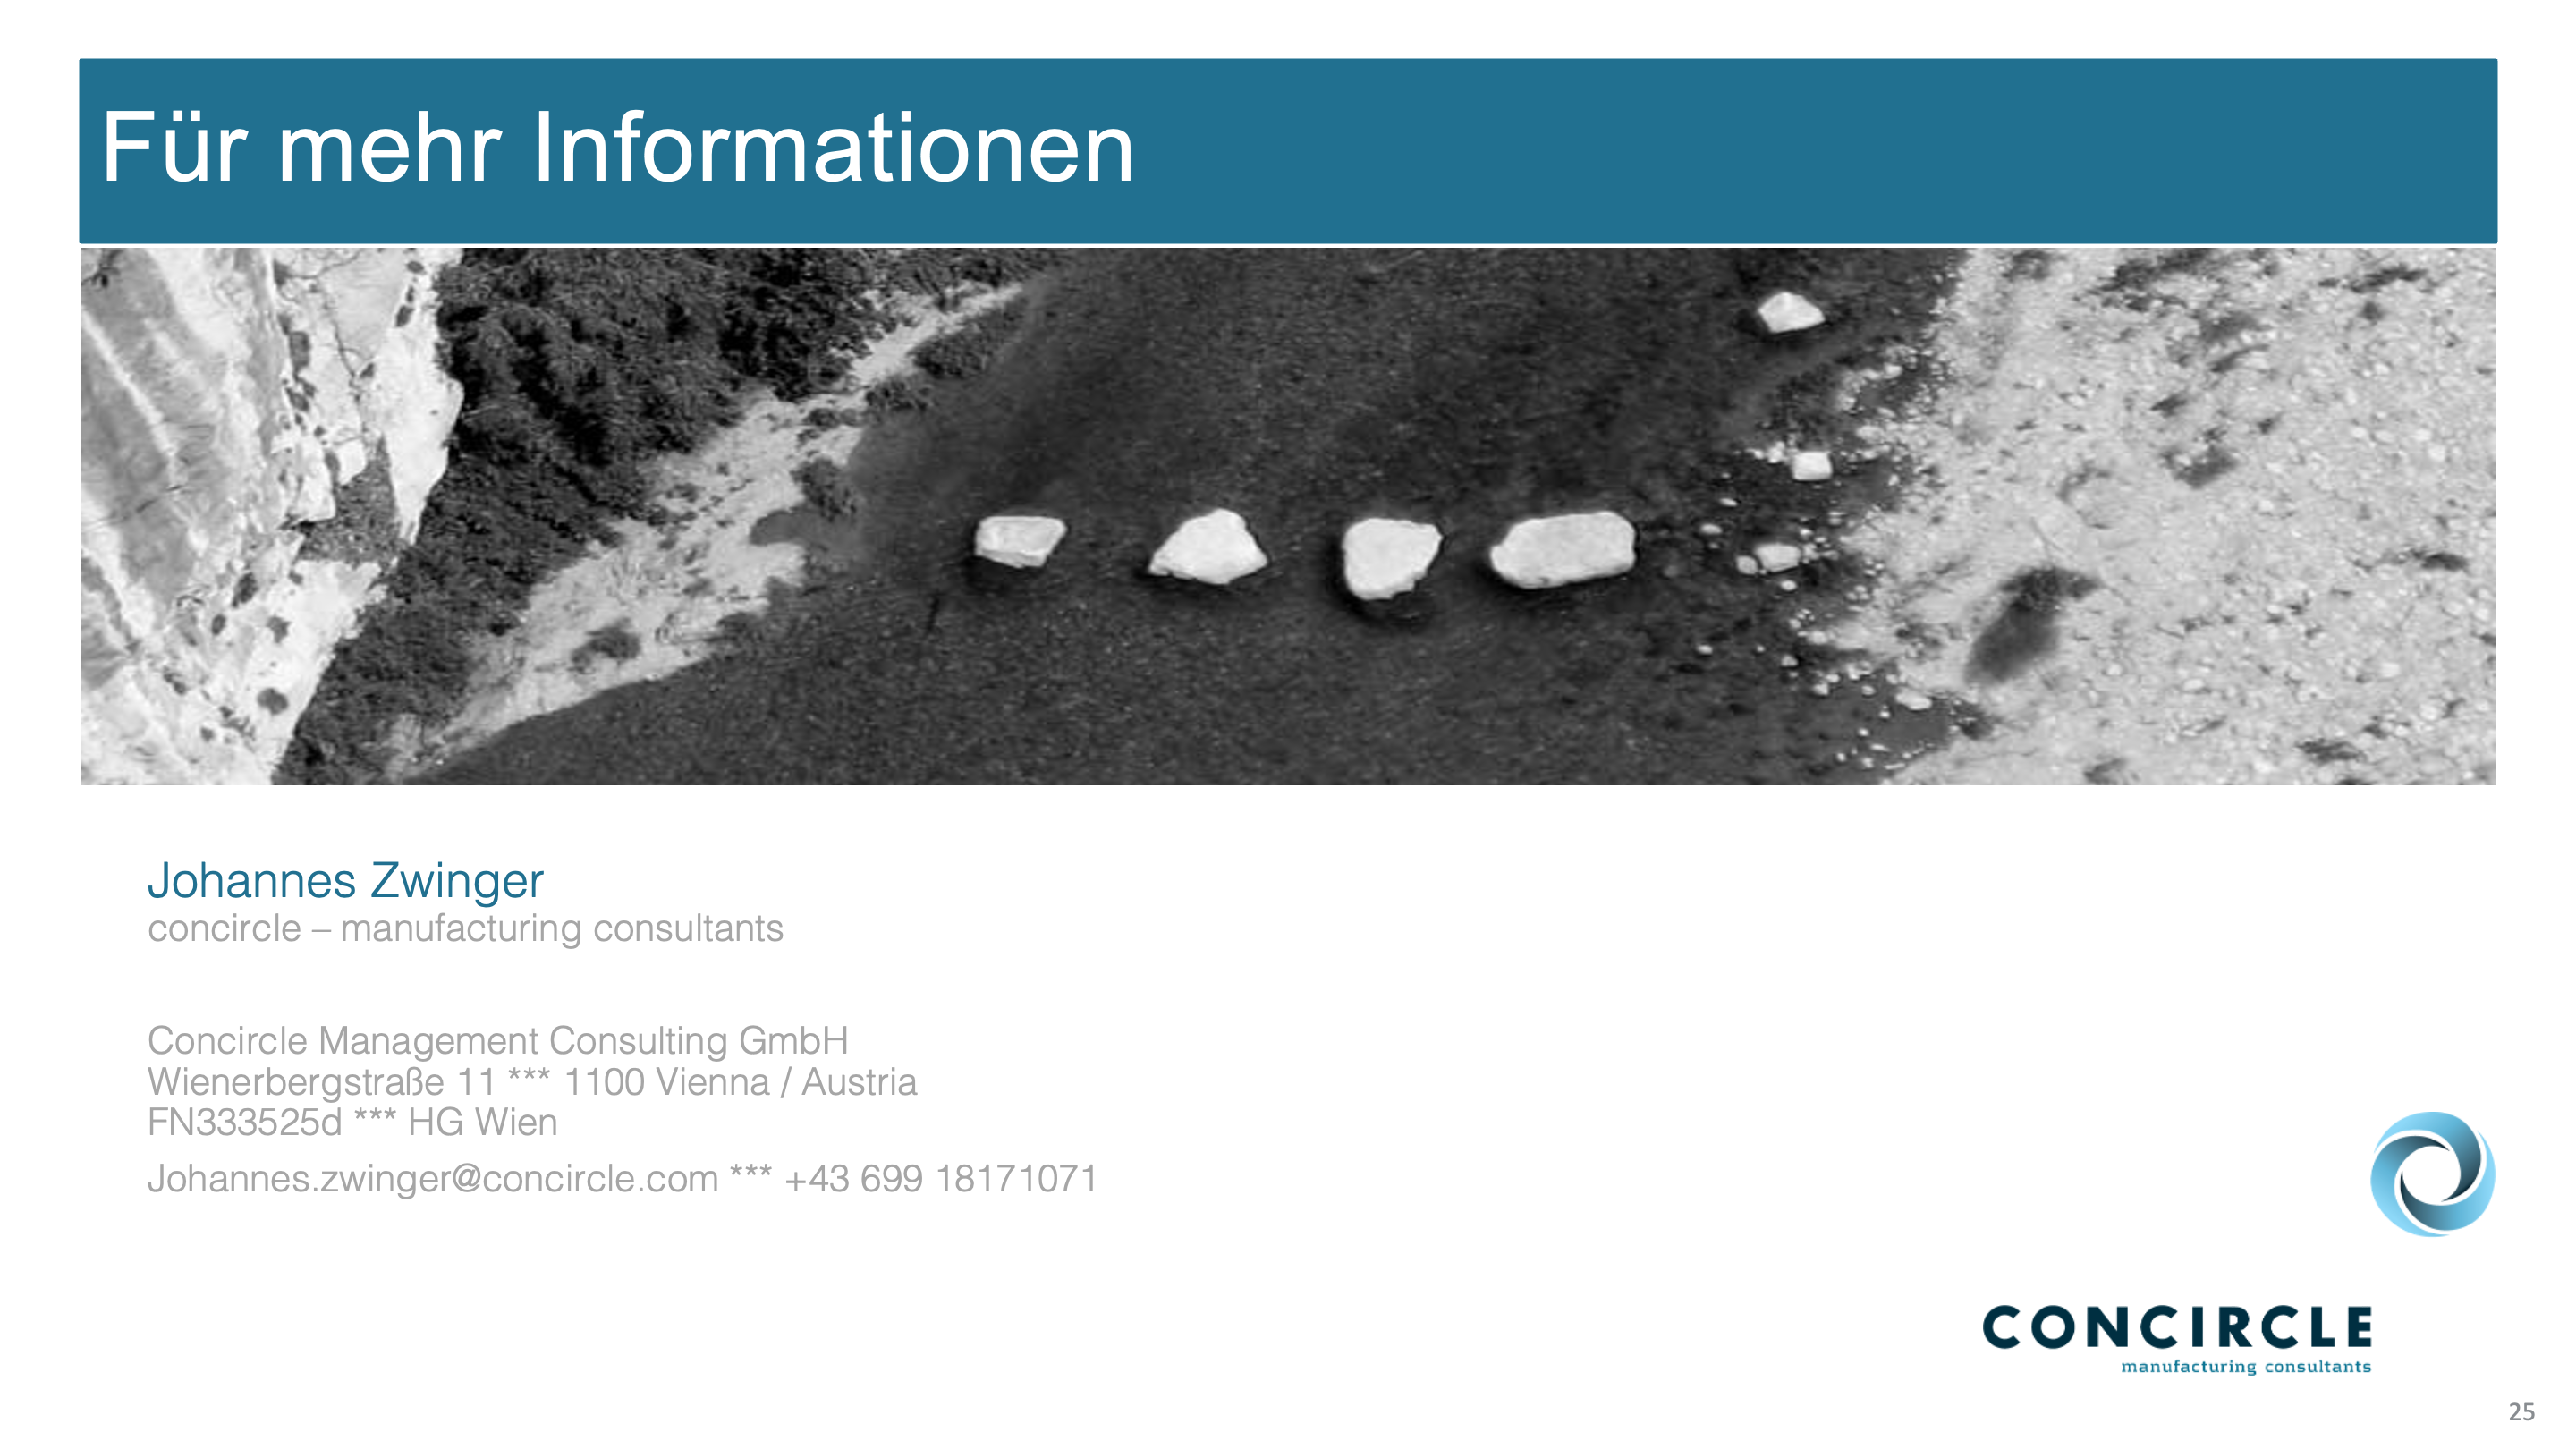 Für mehr Informationen
Johannes Zwinger
concircle – manufacturing consultants
Concircle Management Consulting GmbH
Wienerbergstraße 11 *** 1100 Vienna / Austria
FN333525d *** HG Wien
Johannes.zwinger@concircle.com *** +43 699 18171071
CONCIRCLE
manufacturing consultants
25